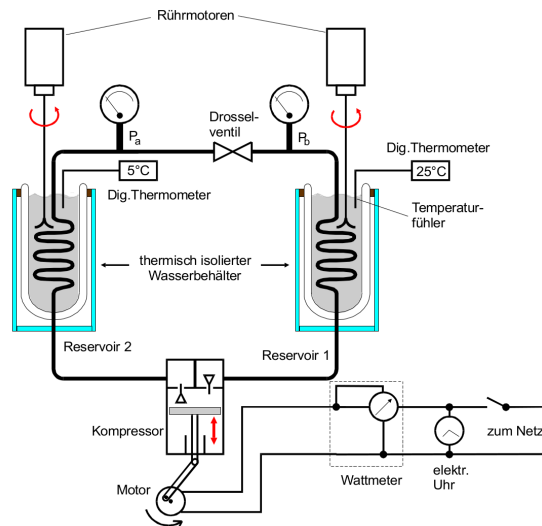 Rührmotoren
Drossel-
ventil
Pa
Pb
5°C
Dig.Thermometer
Dig.Thermometer
25°C
Temperatur-
fühler
thermisch isolierter
Wasserbehälter
Reservoir 2
Reservoir 1
Kompressor
Motor
Wattmeter
elektr.
Uhr
zum Netz